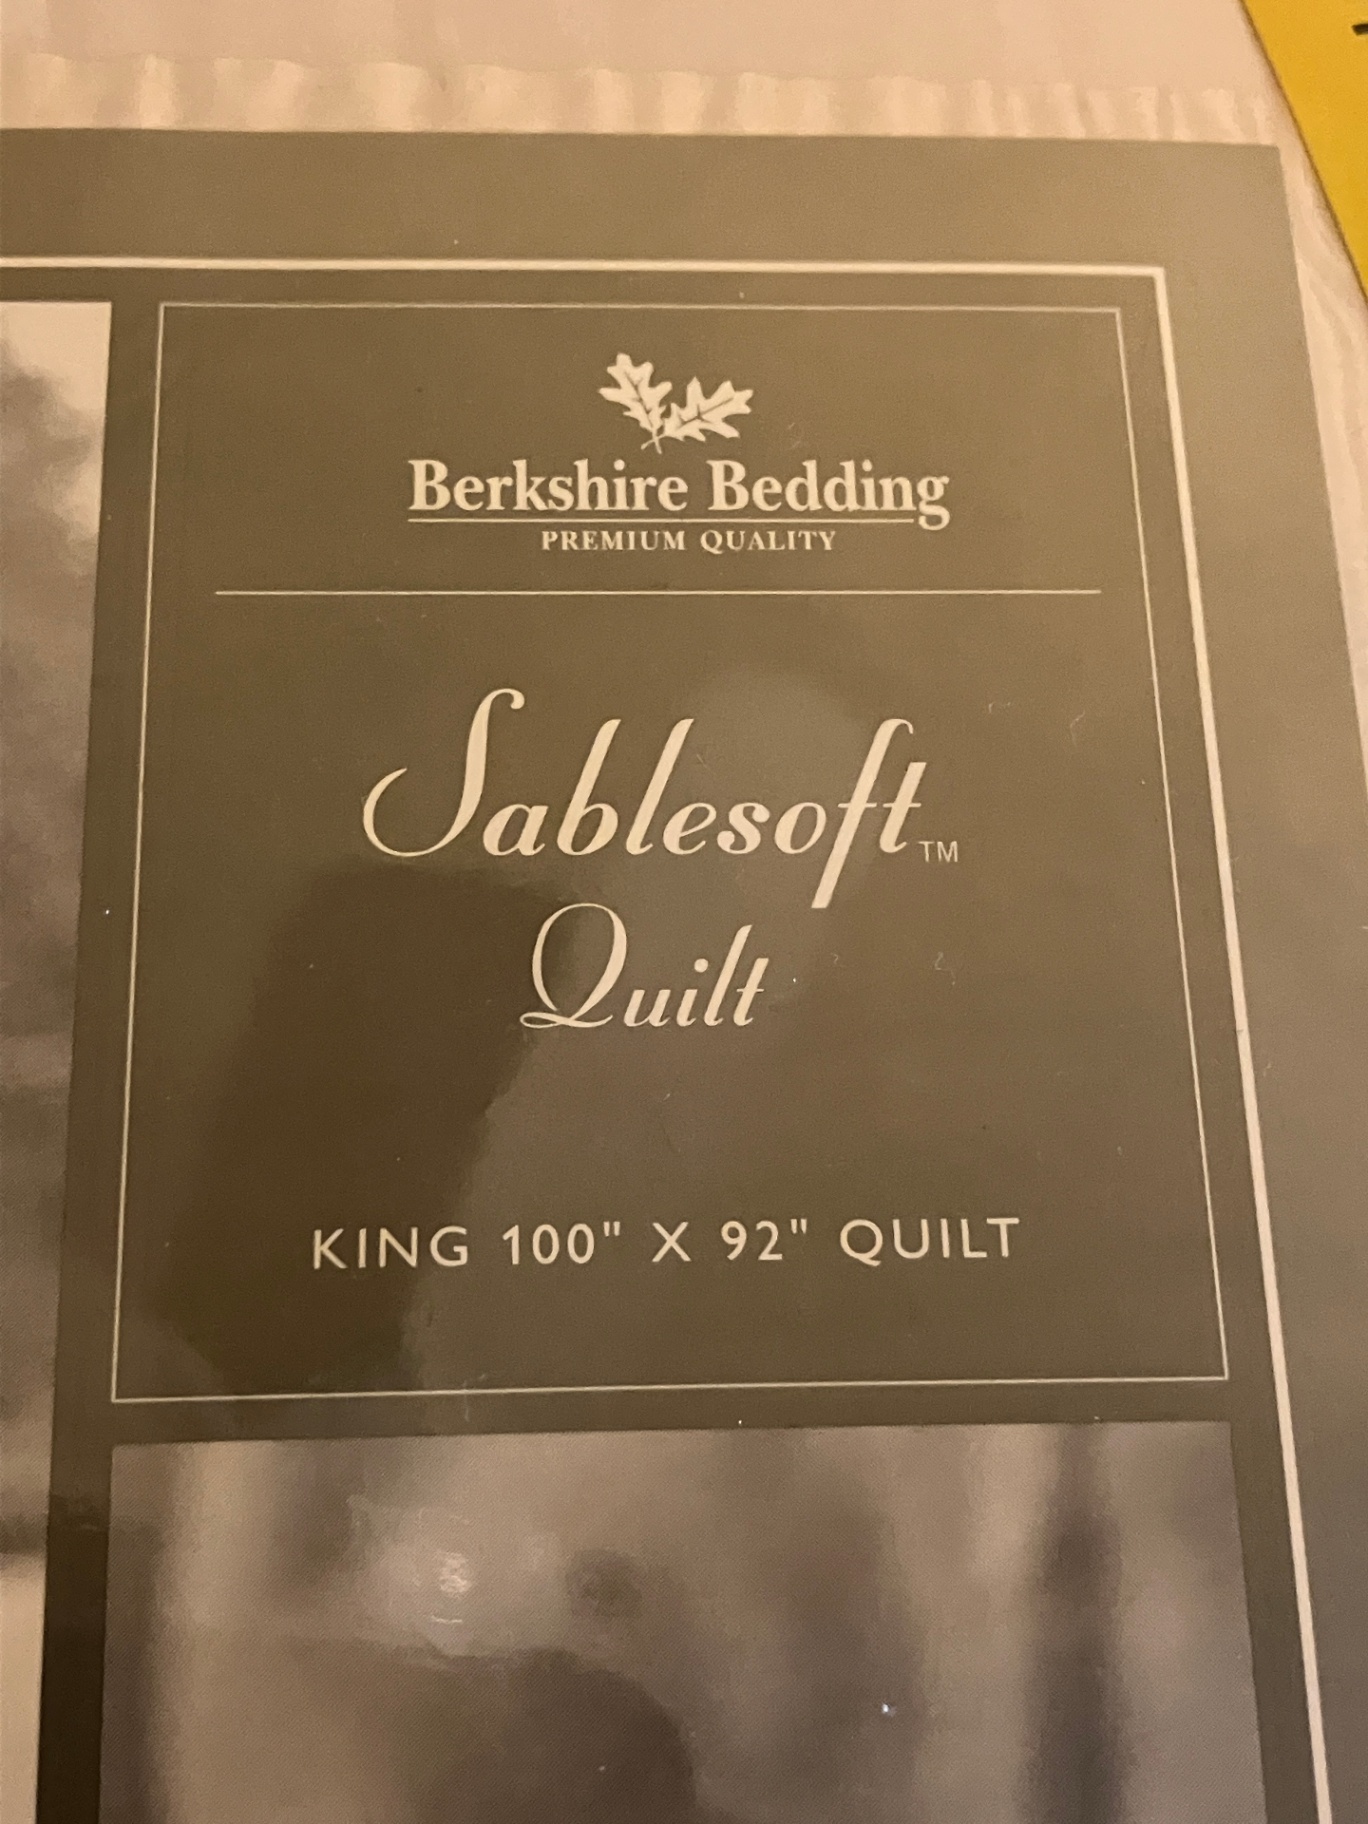 Berkshire Bedding
PREMIUM QUALITY
Sablesoft™
Quilt
KING 100" X 92" QUILT